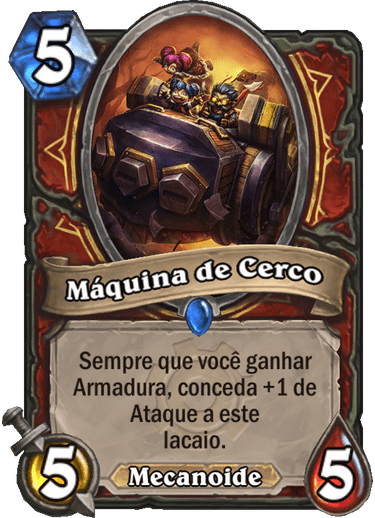 5
Máquina de Cerco
Sempre que você ganhar
Armadura, conceda +1 de
Ataque a este
lacaio.
5
Mecanoide
5